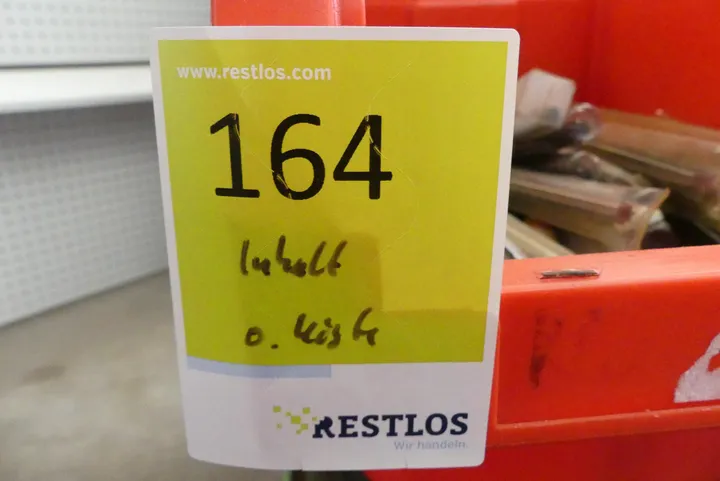 www.restlos.com
164
Inhalt
o. Kiste
RESTLOS
Wir handeln.